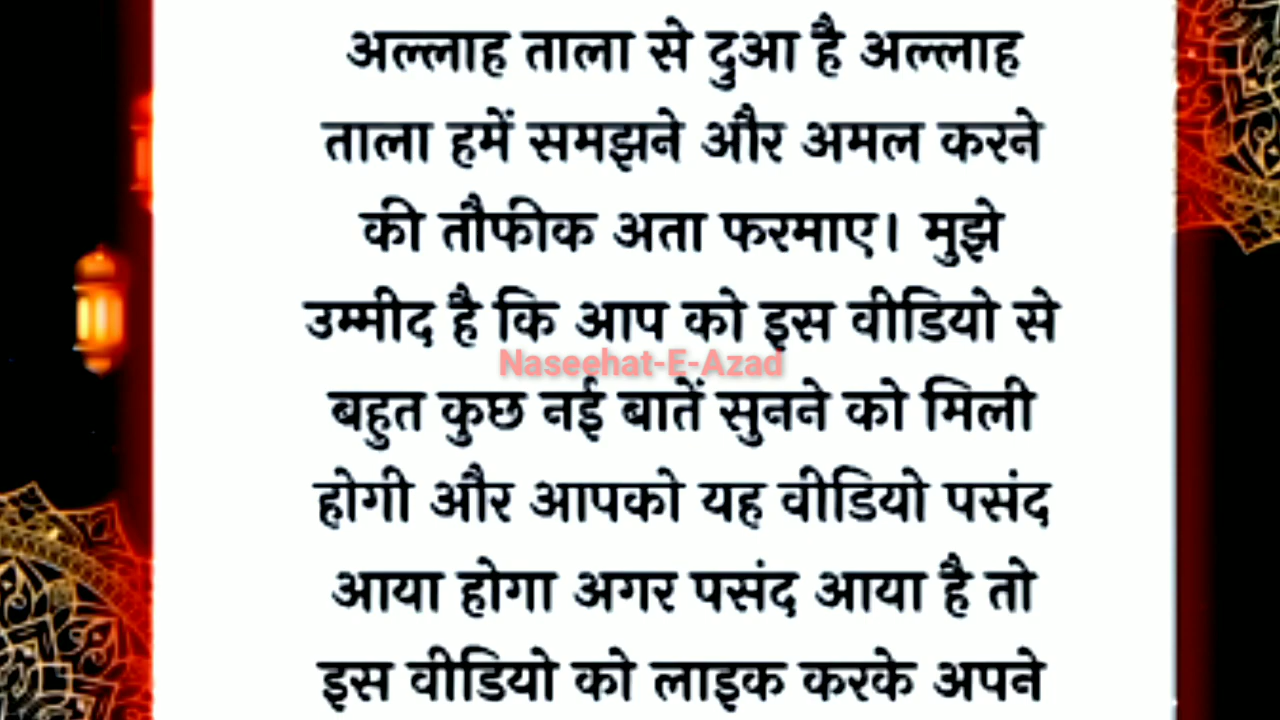 अल्लाह ताला से दुआ है अल्लाह
ताला हमें समझने और अमल करने
की तौफीक अता फरमाए। मुझे
उम्मीद है कि आप को इस वीडियो से
Naseehat-E-Azad
बहुत कुछ नई बातें सुनने को मिली
होगी और आपको यह वीडियो पसंद
आया होगा अगर पसंद आया है तो
इस वीडियो को लाइक करके अपने